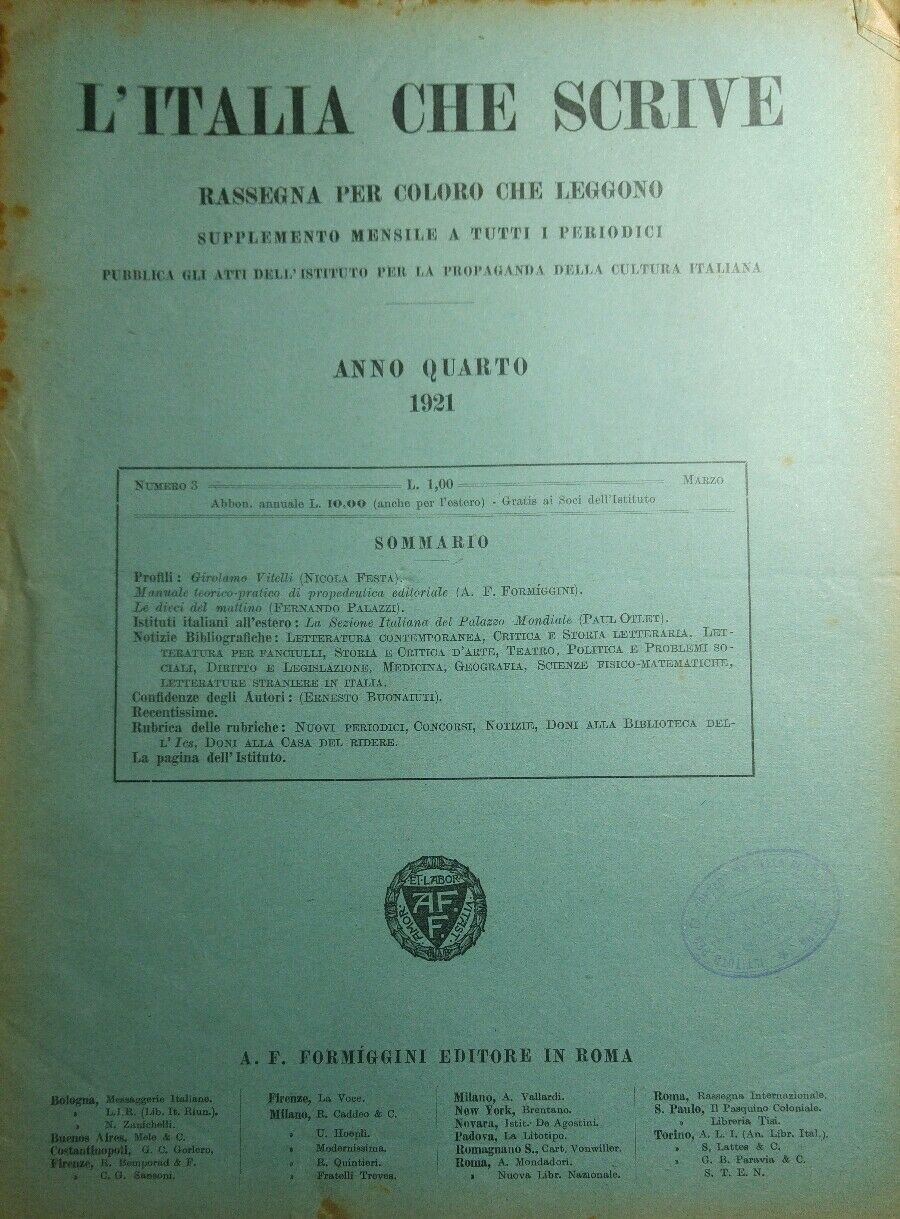 L'ITALIA CHE SCRIVE
RASSEGNA PER COLORO CHE LEGGONO
SUPPLEMENTO MENSILE A TUTTI I PERIODICI
PUBBLICA GLI ATTI DELL'ISTITUTO PER LA PROPAGANDA DELLA CULTURA ITALIANA
ANNO QUARTO
1921
NUMERO 3 L. 1,00 MARZO
Abbon. annuale L. 10.00 (anche per l'estero) - Gratis ai Soci dell'Istituto
SOMMARIO
Profili: Girolamo Vitelli (NICOLA FESTA).
Manuale teorico-pratico di propedeutica editoriale (A. F. FORMÍGGINI).
Le dieci del mattino (FERNANDO PALAZZI).
Istituti italiani all'estero: La Sezione Italiana del Palazzo Mondiale (PAUL OTLET).
Notizie Bibliografiche: LETTERATURA CONTEMPORANEA, CRITICA E STORIA LETTERARIA, LET-
TERATURA PER FANCIULLI, STORIA E CRITICA D'ARTE, TEATRO, POLITICA E PROBLEMI SO-
CIALI, DIRITTO E LEGISLAZIONE, MEDICINA, GEOGRAFIA, SCIENZE FISICO-MATEMATICHE,
LETTERATURE STRANIERE IN ITALIA.
Confidenze degli Autori: (ERNESTO BUONAIUTI).
Recentissime.
Rubrica delle rubriche: NUOVI PERIODICI, CONCORSI, NOTIZIE, DONI ALLA BIBLIOTECA DEL-
L'Ics, DONI ALLA CASA DEL RIDERE.
La pagina dell'Istituto.
AMOR ET LABOR VITAST
A F
F
A. F. FORMÍGGINI EDITORE IN ROMA
Bologna, Messaggerie Italiane.
» L.I.R. (Lib. It. Riun.).
» N. Zanichelli.
Buenos Aires, Mele & C.
Costantinopoli, G. C. Gorlero,
Firenze, R. Bemporad & F.
» C. G. Sansoni.
Firenze, La Voce.
Milano, R. Caddeo & C.
» U. Hoepli.
» Modernissima.
» R. Quintieri.
» Fratelli Treves.
Milano, A. Vallardi.
New York, Brentano.
Novara, Istit. De Agostini.
Padova, La Litotipo.
Romagnano S., Cart. Vonwiller.
Roma, A. Mondadori.
» Nuova Libr. Nazionale.
Roma, Rassegna Internazionale.
S. Paulo, Il Pasquino Coloniale.
» Libreria Tisi.
Torino, A. L. I. (An. Libr. Ital.).
» S. Lattes & C.
» G. B. Paravia & C.
S. T. E. N.